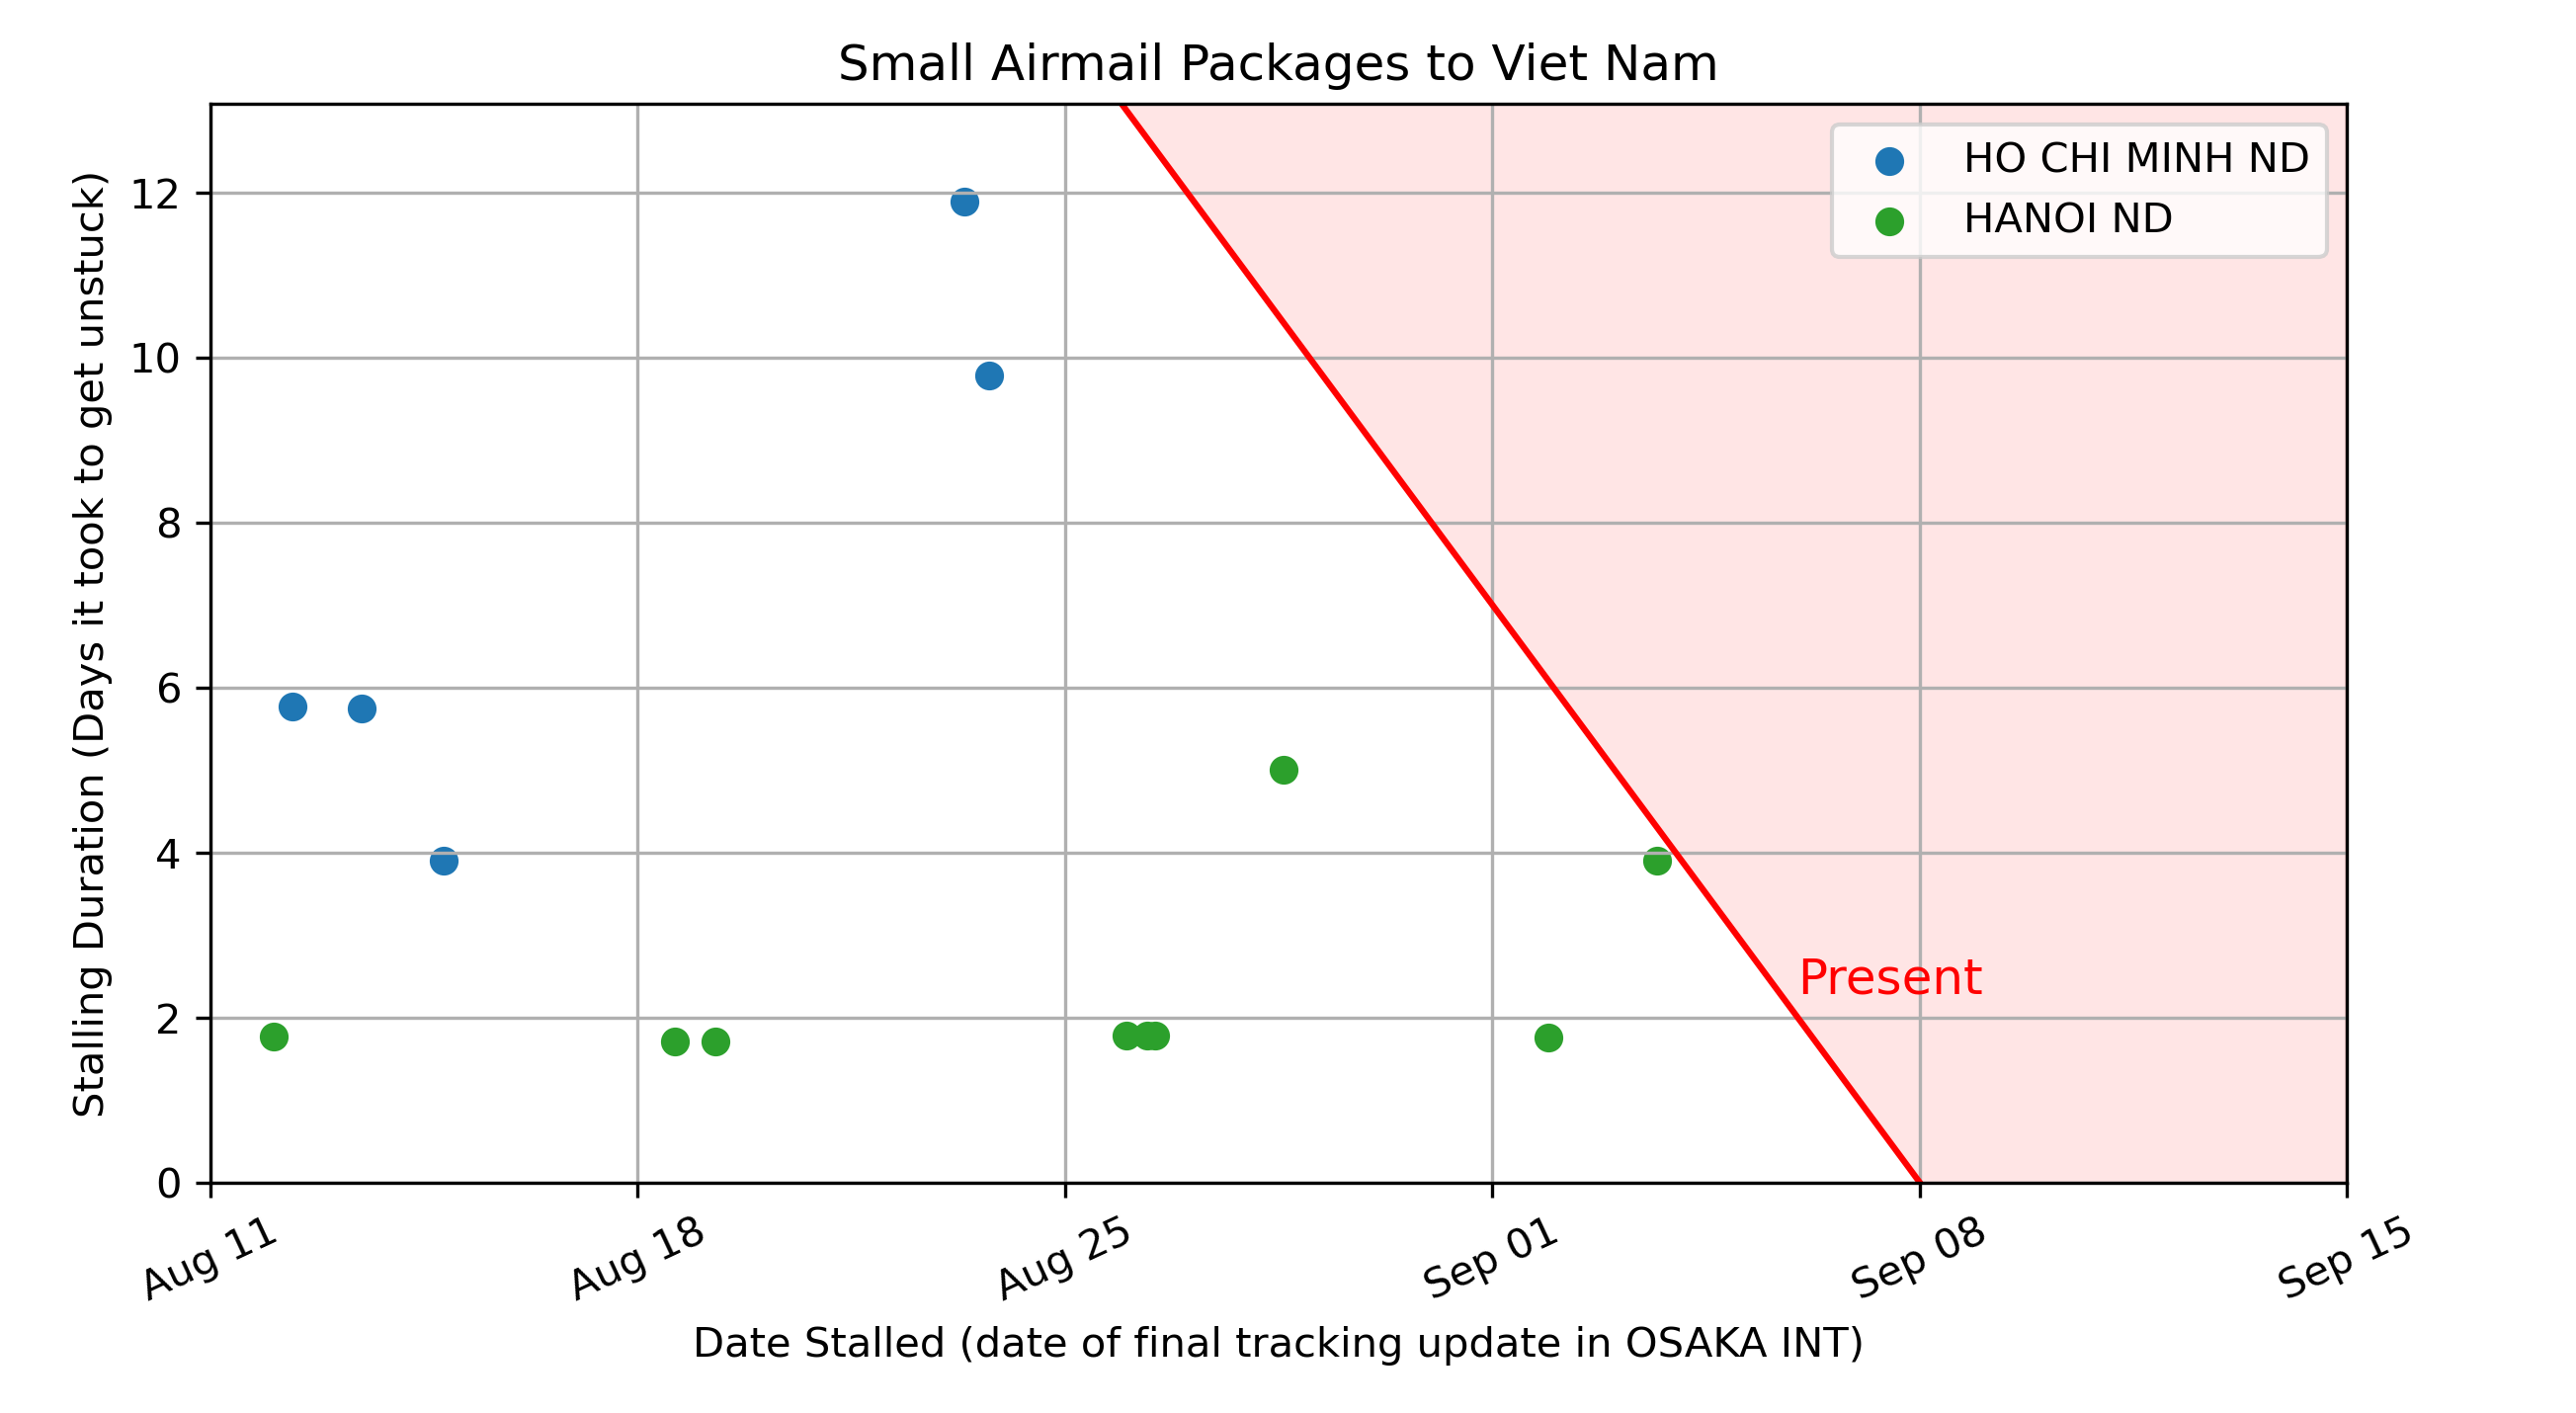 Small Airmail Packages to Viet Nam
HO CHI MINH ND
HANOI ND
Present
Stalling Duration (Days it took to get unstuck)
12
10
8
6
4
2
0
Aug 11
Aug 18
Aug 25
Sep 01
Sep 08
Sep 15
Date Stalled (date of final tracking update in OSAKA INT)